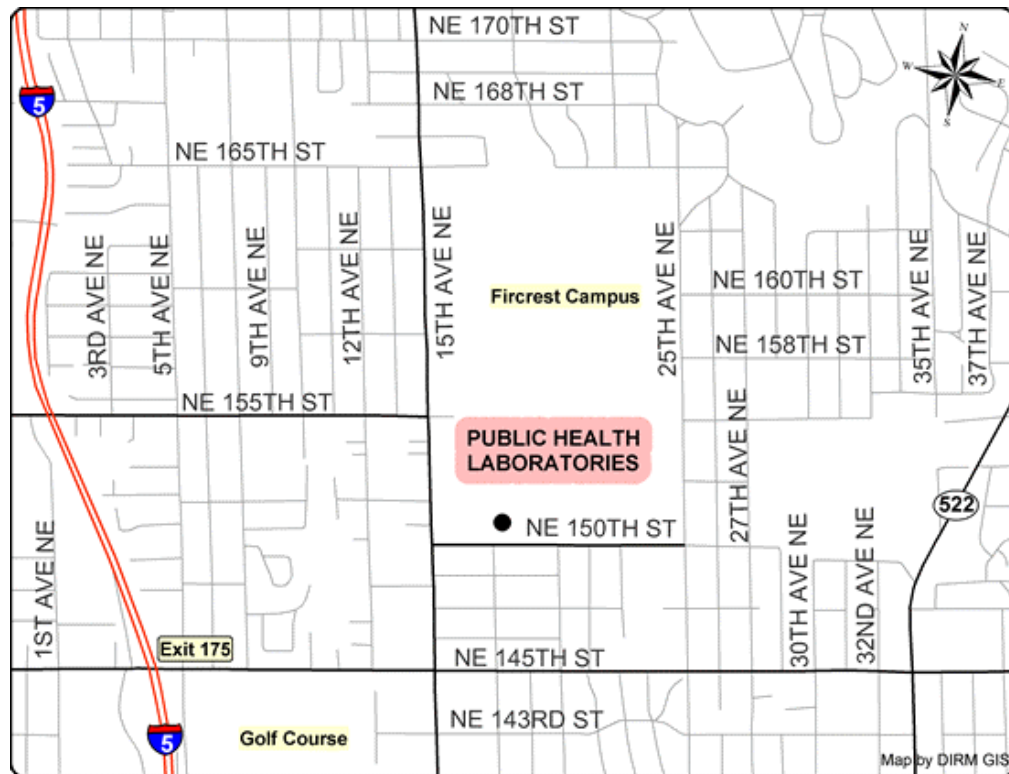 NE 170TH ST
N
W
E
S
5
NE 168TH ST
NE 165TH ST
3RD AVE NE
5TH AVE NE
9TH AVE NE
12TH AVE NE
15TH AVE NE
25TH AVE NE
35TH AVE NE
37TH AVE NE
Fircrest Campus
NE 160TH ST
NE 158TH ST
NE 155TH ST
PUBLIC HEALTH
LABORATORIES
27TH AVE NE
522
NE 150TH ST
1ST AVE NE
30TH AVE NE
32ND AVE NE
Exit 175
NE 145TH ST
NE 143RD ST
5
Golf Course
Map by DIRM GIS